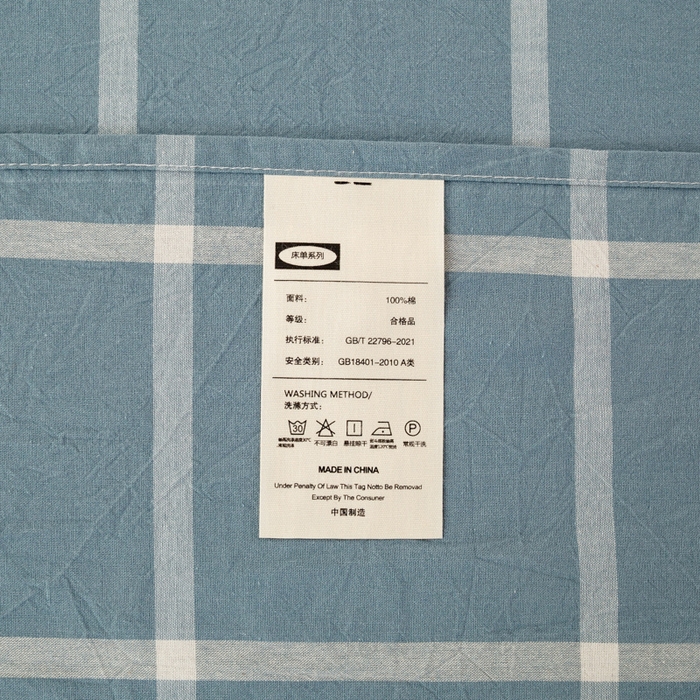 床单系列
面料: 100%棉
等级: 合格品
执行标准: GB/T 22796-2021
安全类别: GB18401-2010 A类
WASHING METHOD/
洗涤方式:
30 P
不可漂白 悬挂晾干 常规干洗
MADE IN CHINA
Under Penalty Of Law This Tag Notto Be Removad
Except By The Consuner
中国制造